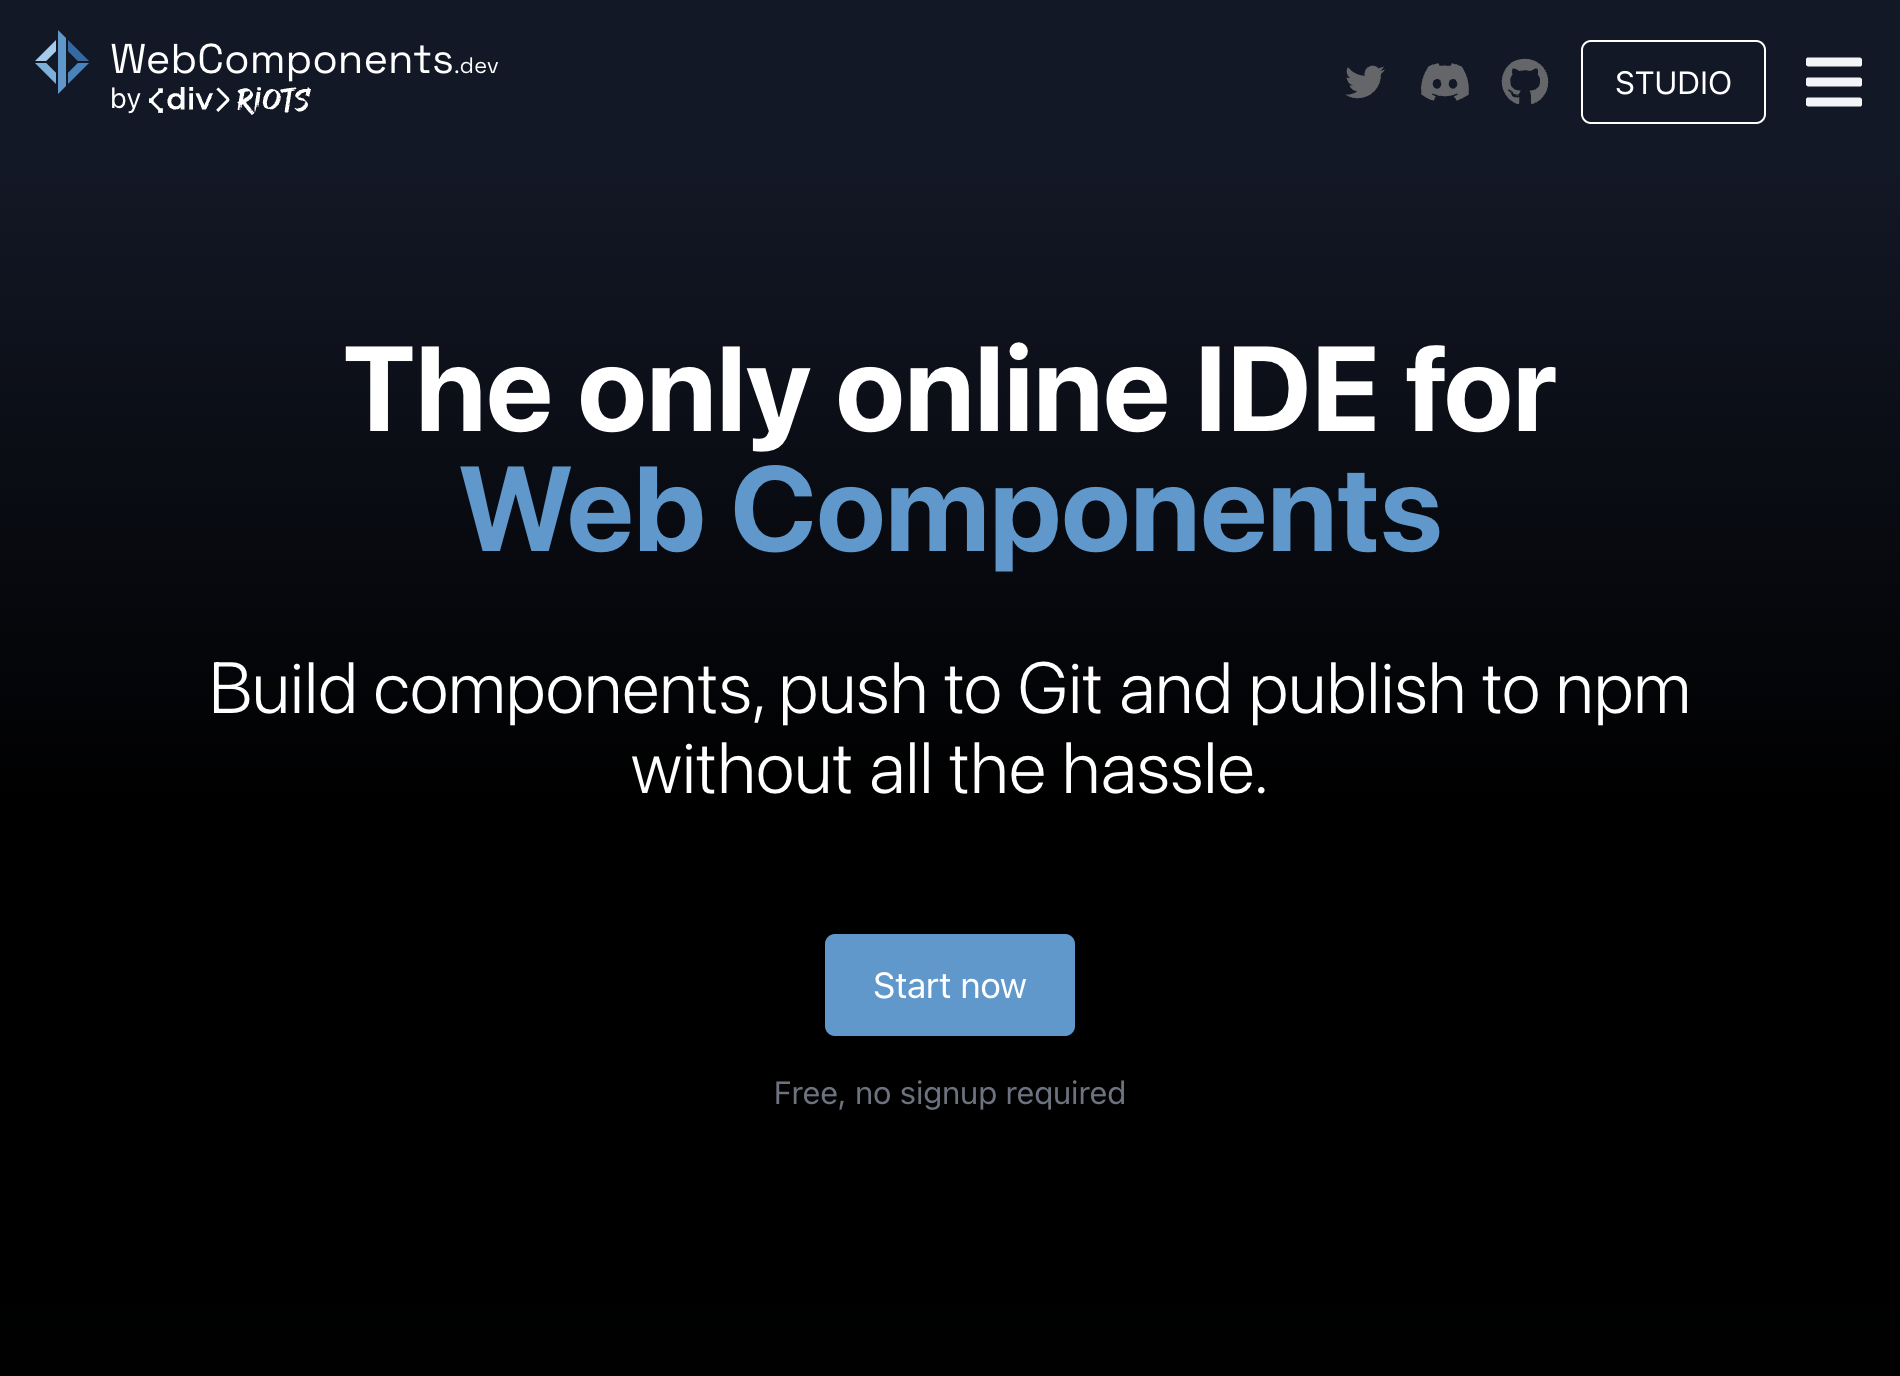 WebComponents.dev
by <div> RiOTS
STUDIO
The only online IDE for
Web Components
Build components, push to Git and publish to npm
without all the hassle.
Start now
Free, no signup required